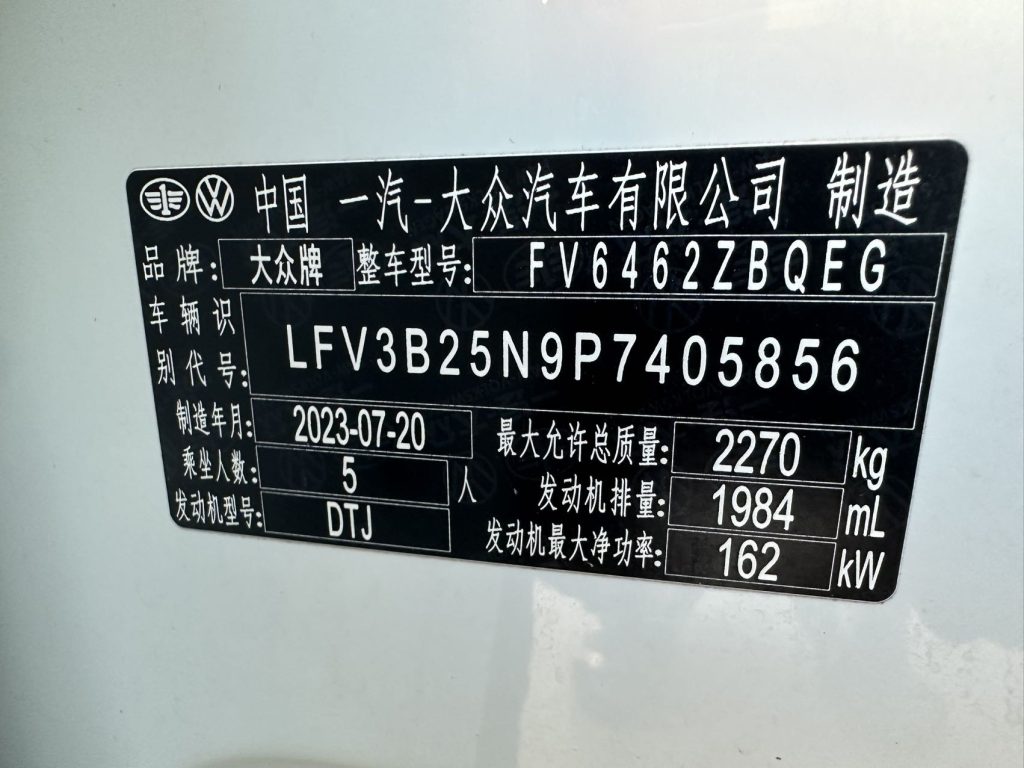 中国 一汽-大众汽车有限公司 制造
品牌: 大众牌 整车型号: FV6462ZBQEG
车辆识别代号: LFV3B25N9P7405856
制造年月: 2023-07-20 最大允许总质量: 2270 kg
乘坐人数: 5 人 发动机排量: 1984 mL
发动机型号: DTJ 发动机最大净功率: 162 kW